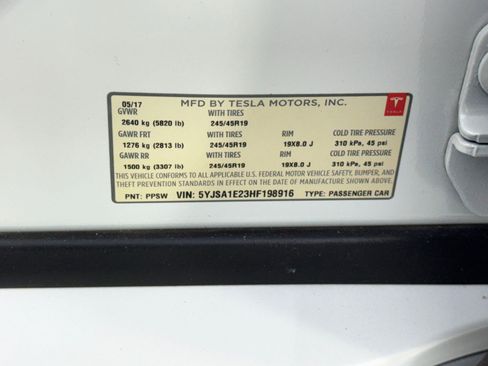 05/17 MFD BY TESLA MOTORS, INC.
GVWR WITH TIRES
2640 kg (5820 lb) 245/45R19
GAWR FRT WITH TIRES RIM COLD TIRE PRESSURE
1276 kg (2813 lb) 245/45R19 19X8.0 J 310 kPa, 45 psi
GAWR RR WITH TIRES RIM COLD TIRE PRESSURE
1500 kg (3307 lb) 245/45R19 19X8.0 J 310 kPa, 45 psi
THIS VEHICLE CONFORMS TO ALL APPLICABLE U.S. FEDERAL MOTOR VEHICLE SAFETY, BUMPER, AND
THEFT PREVENTION STANDARDS IN EFFECT ON THE DATE OF MANUFACTURE SHOWN ABOVE.
PNT: PPSW VIN: 5YJSA1E23HF198916 TYPE: PASSENGER CAR
TESLA